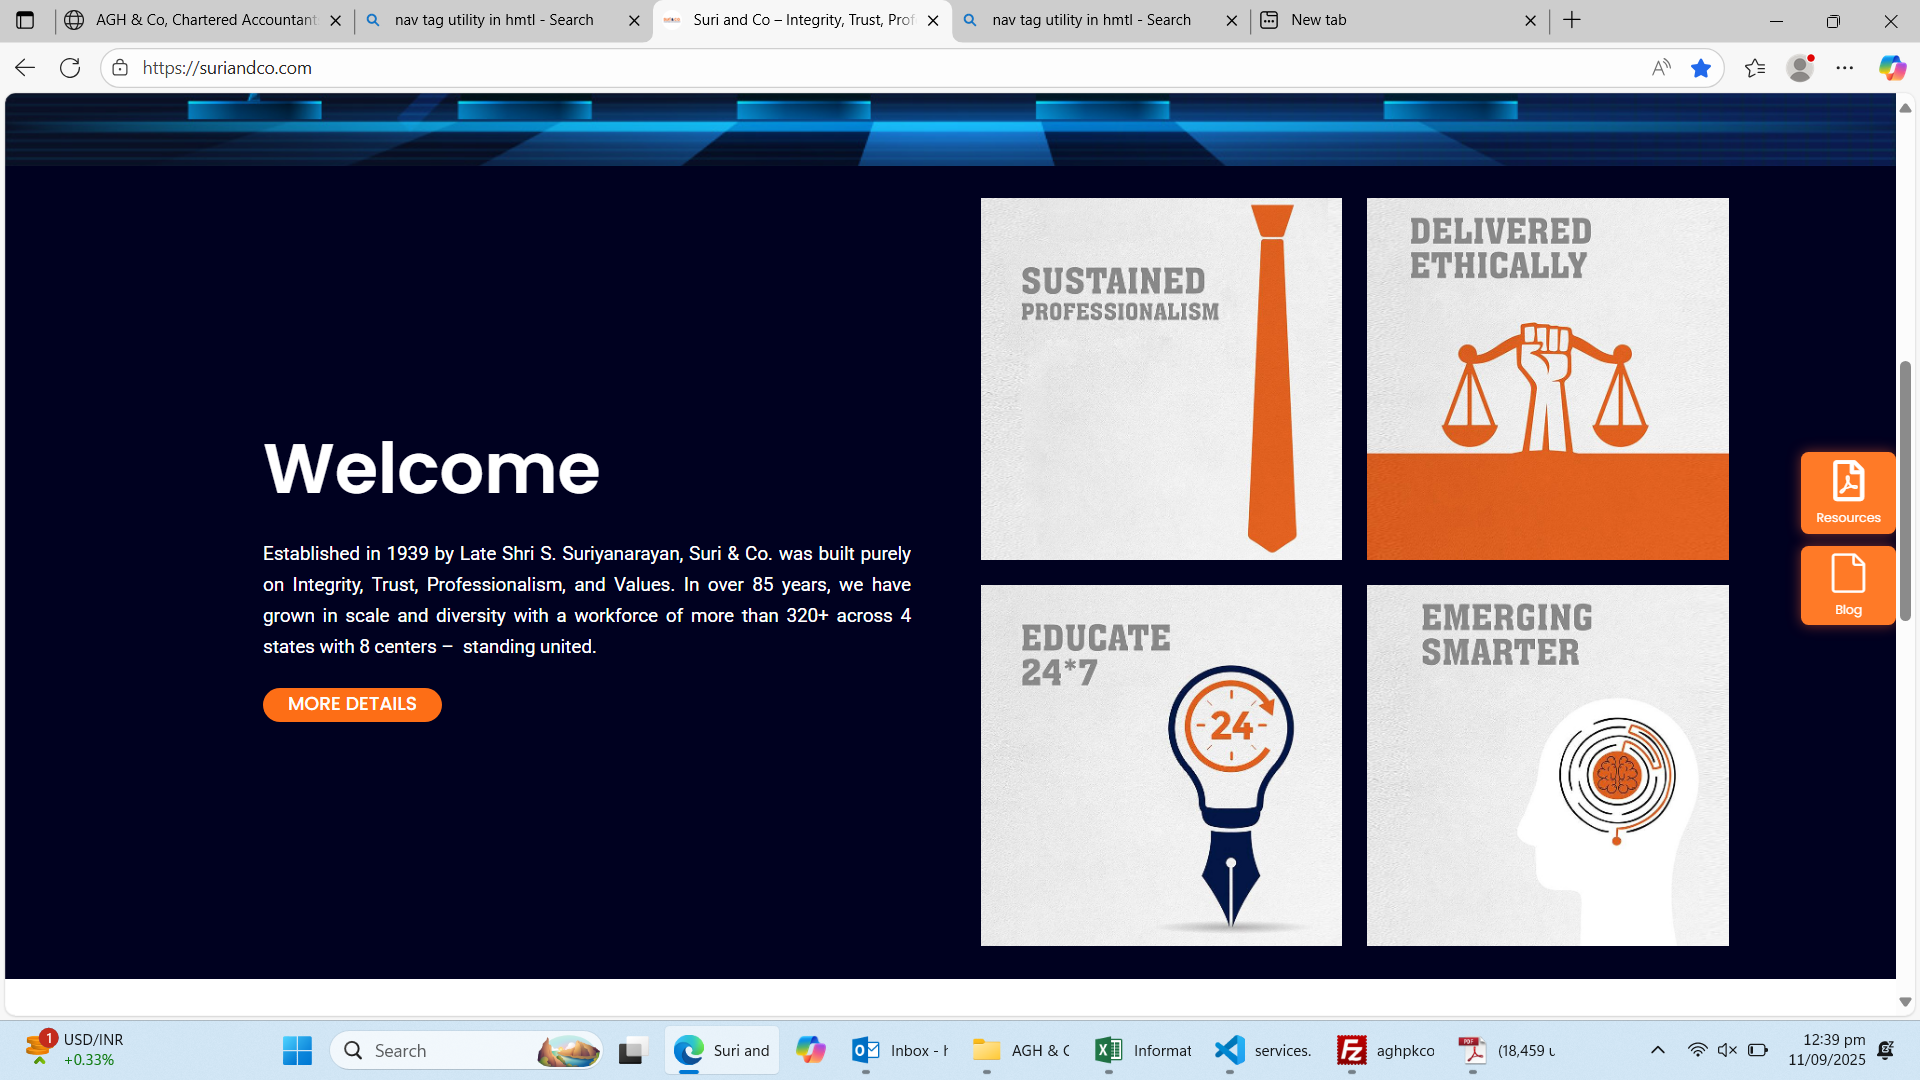 AGH & Co, Chartered Accountant
nav tag utility in hmtl - Search
Suri and Co – Integrity, Trust, Prof
nav tag utility in hmtl - Search
New tab
https://suriandco.com
SUSTAINED
PROFESSIONALISM
DELIVERED
ETHICALLY
Welcome
Established in 1939 by Late Shri S. Suriyanarayan, Suri & Co. was built purely
on Integrity, Trust, Professionalism, and Values. In over 85 years, we have
grown in scale and diversity with a workforce of more than 320+ across 4
states with 8 centers – standing united.
MORE DETAILS
EDUCATE
24*7
24
EMERGING
SMARTER
Resources
Blog
1
USD/INR
+0.33%
Search
Suri and
Inbox - h
AGH & C
Informat
services.
aghpkco
PDF
(18,459 u
12:39 pm
11/09/2025